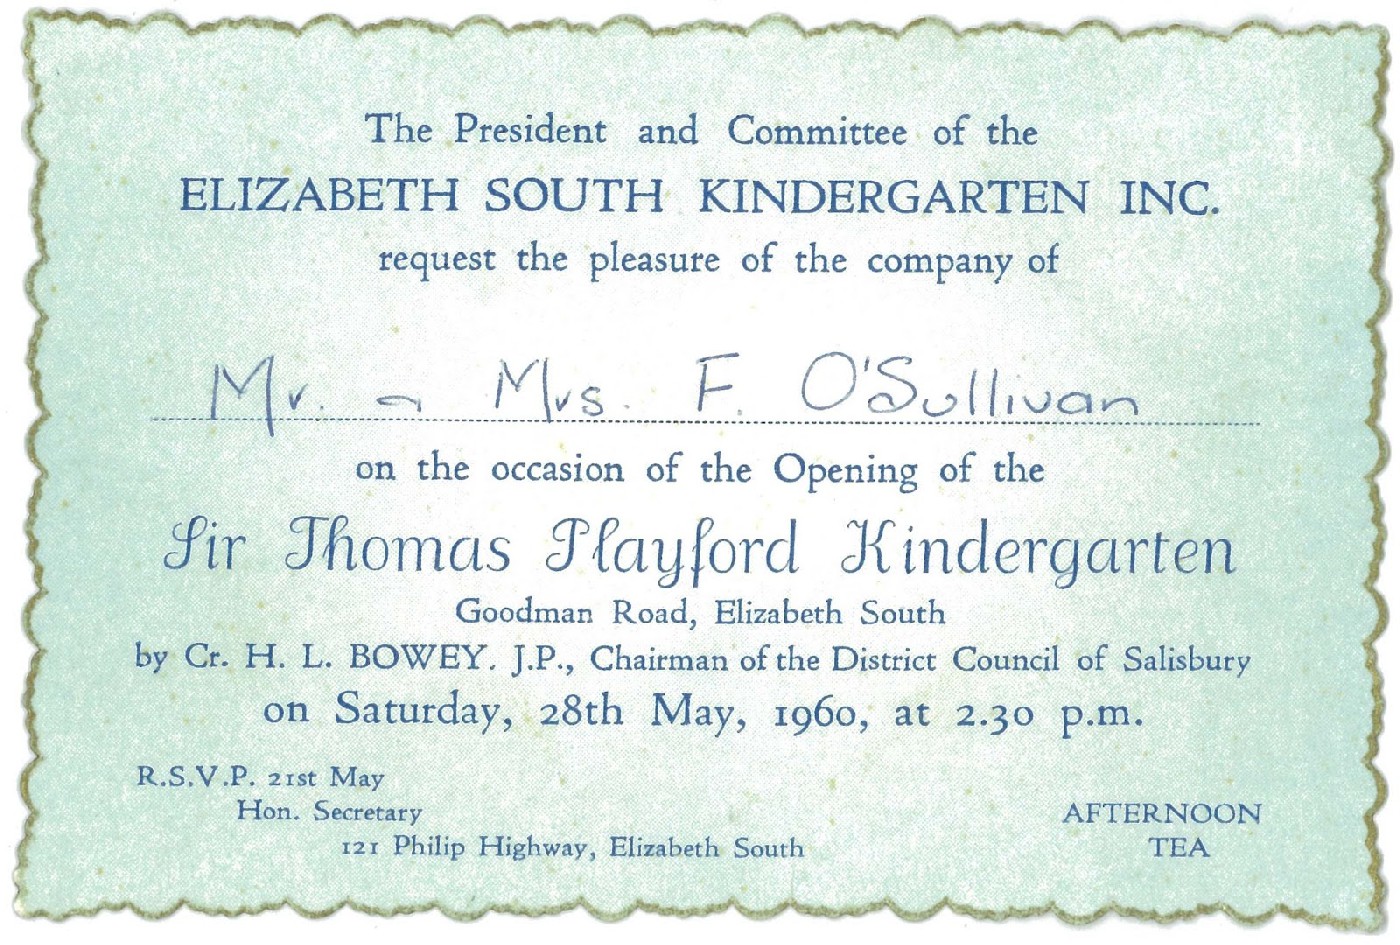 The President and Committee of the
ELIZABETH SOUTH KINDERGARTEN INC.
request the pleasure of the company of
Mr. & Mrs. F. O'Sullivan
on the occasion of the Opening of the
Sir Thomas Playford Kindergarten
Goodman Road, Elizabeth South
by Cr. H. L. BOWEY. J.P., Chairman of the District Council of Salisbury
on Saturday, 28th May, 1960, at 2.30 p.m.
R.S.V.P. 21st May
Hon. Secretary
121 Philip Highway, Elizabeth South
AFTERNOON
TEA